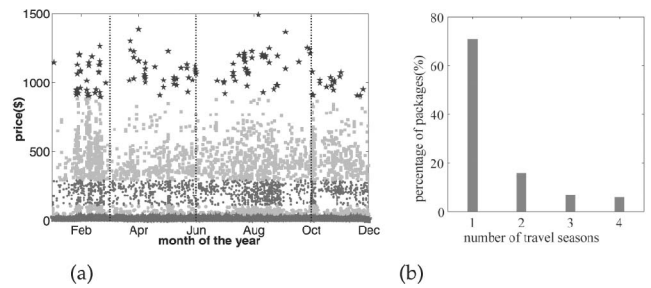 1500
1000
500
0
price($)
Feb Apr Jun Aug Oct Dec
month of the year
(a)
80
60
40
20
0
percentage of packages(%)
1 2 3 4
number of travel seasons
(b)